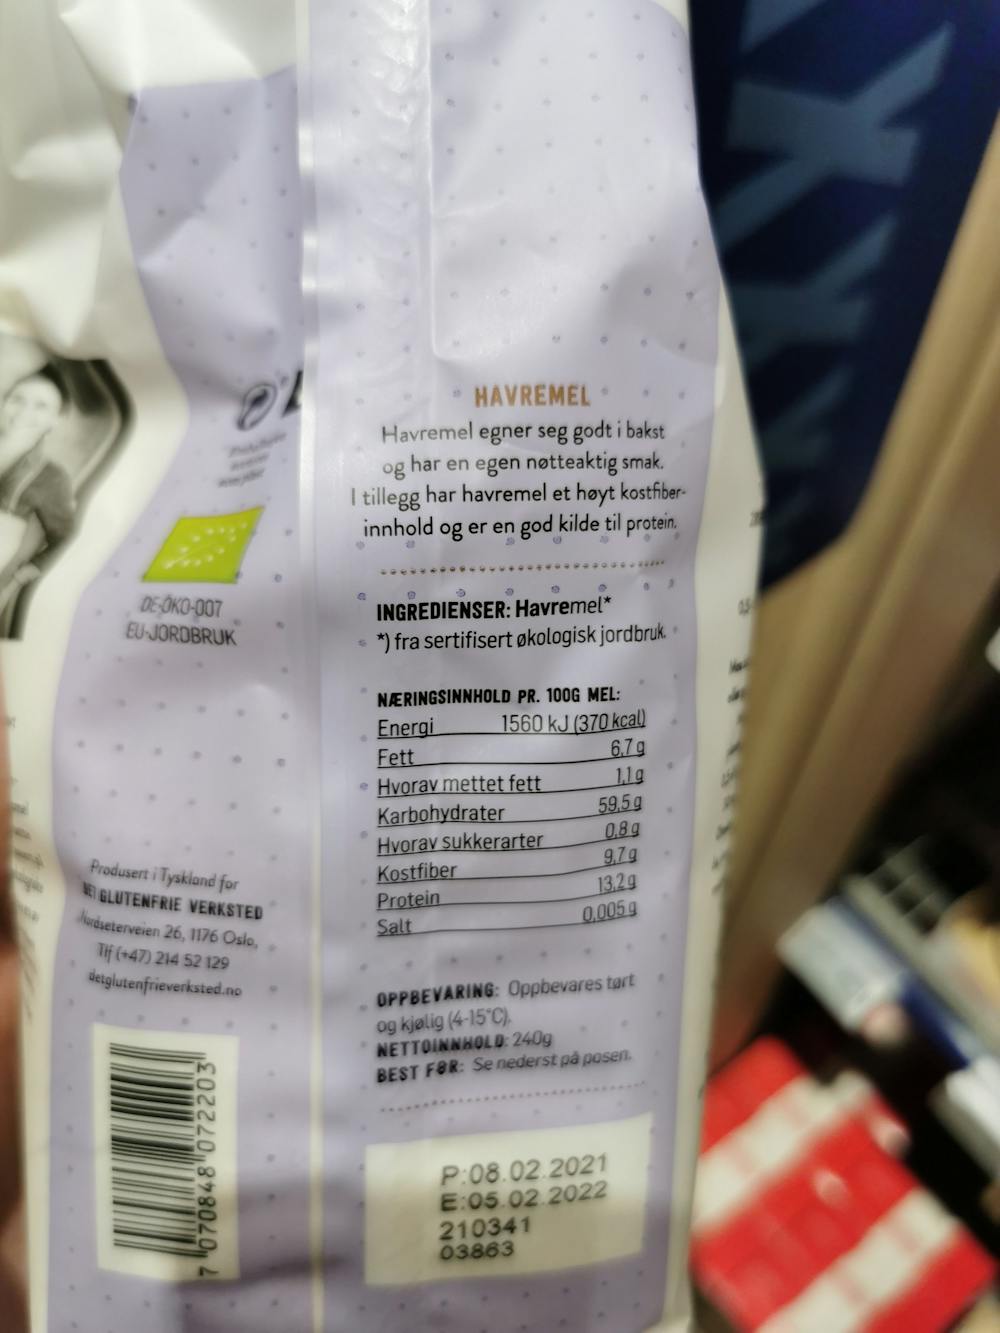 HAVREMEL
Havremel egner seg godt i bakst
og har en egen nøtteaktig smak.
I tillegg har havremel et høyt kostfiber-
innhold og er en god kilde til protein.
INGREDIENSER: Havremel*
*) fra sertifisert økologisk jordbruk.
NÆRINGSINNHOLD PR. 100G MEL:
Energi 1560 kJ (370 kcal)
Fett 6,7 g
Hvorav mettet fett 1,1 g
Karbohydrater 59,5 g
Hvorav sukkerarter 0,8 g
Kostfiber 9,7 g
Protein 13,2 g
Salt 0,005 g
OPPBEVARING: Oppbevares tørt
og kjølig (4-15°C).
NETTOINNHOLD: 240g
BEST FØR: Se nederst på posen.
P:08.02.2021
E:05.02.2022
210341
03863
DE-ÖKO-007
EU-JORDBRUK
Produsert i Tyskland for
DET GLUTENFRIE VERKSTED
Nordseterveien 26, 1176 Oslo,
Tlf (+47) 214 52 129
detglutenfrieverksted.no
7 070848 072203